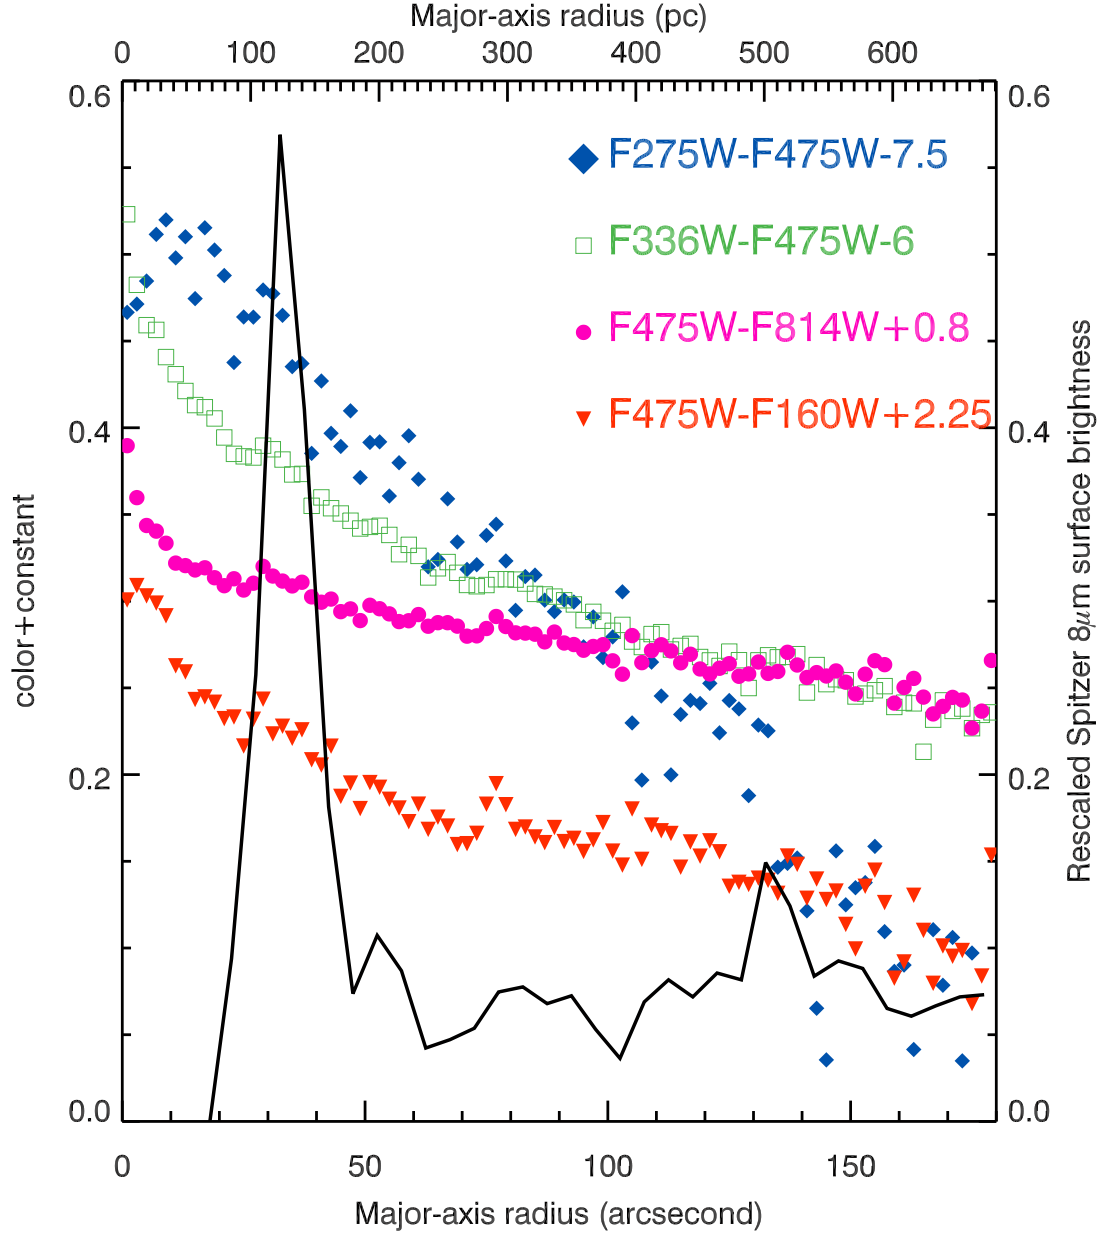 Major-axis radius (pc)
0 100 200 300 400 500 600
0.6 0.6
F275W-F475W-7.5
F336W-F475W-6
F475W-F814W+0.8
F475W-F160W+2.25
0.4 0.4
color+constant
Rescaled Spitzer 8μm surface brightness
0.2 0.2
0.0 0.0
0 50 100 150
Major-axis radius (arcsecond)